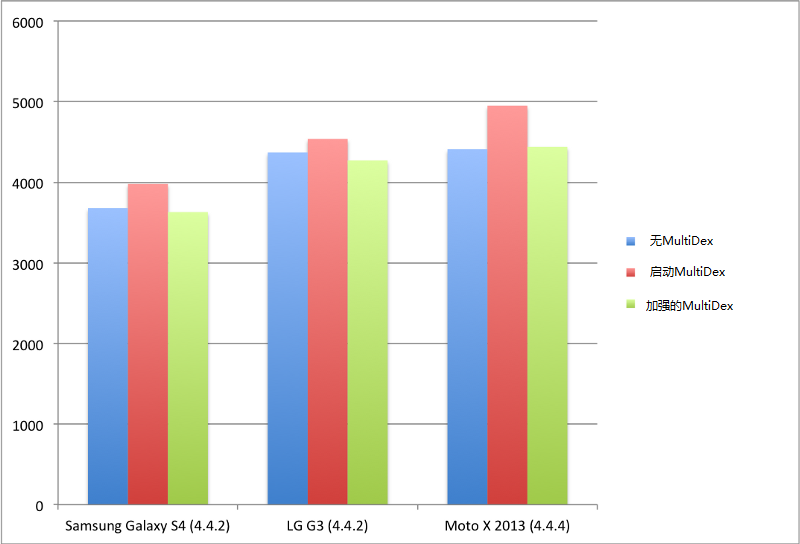 6000
5000
4000
3000
2000
1000
0
Samsung Galaxy S4 (4.4.2)
LG G3 (4.4.2)
Moto X 2013 (4.4.4)
无MultiDex
启动MultiDex
加强的MultiDex